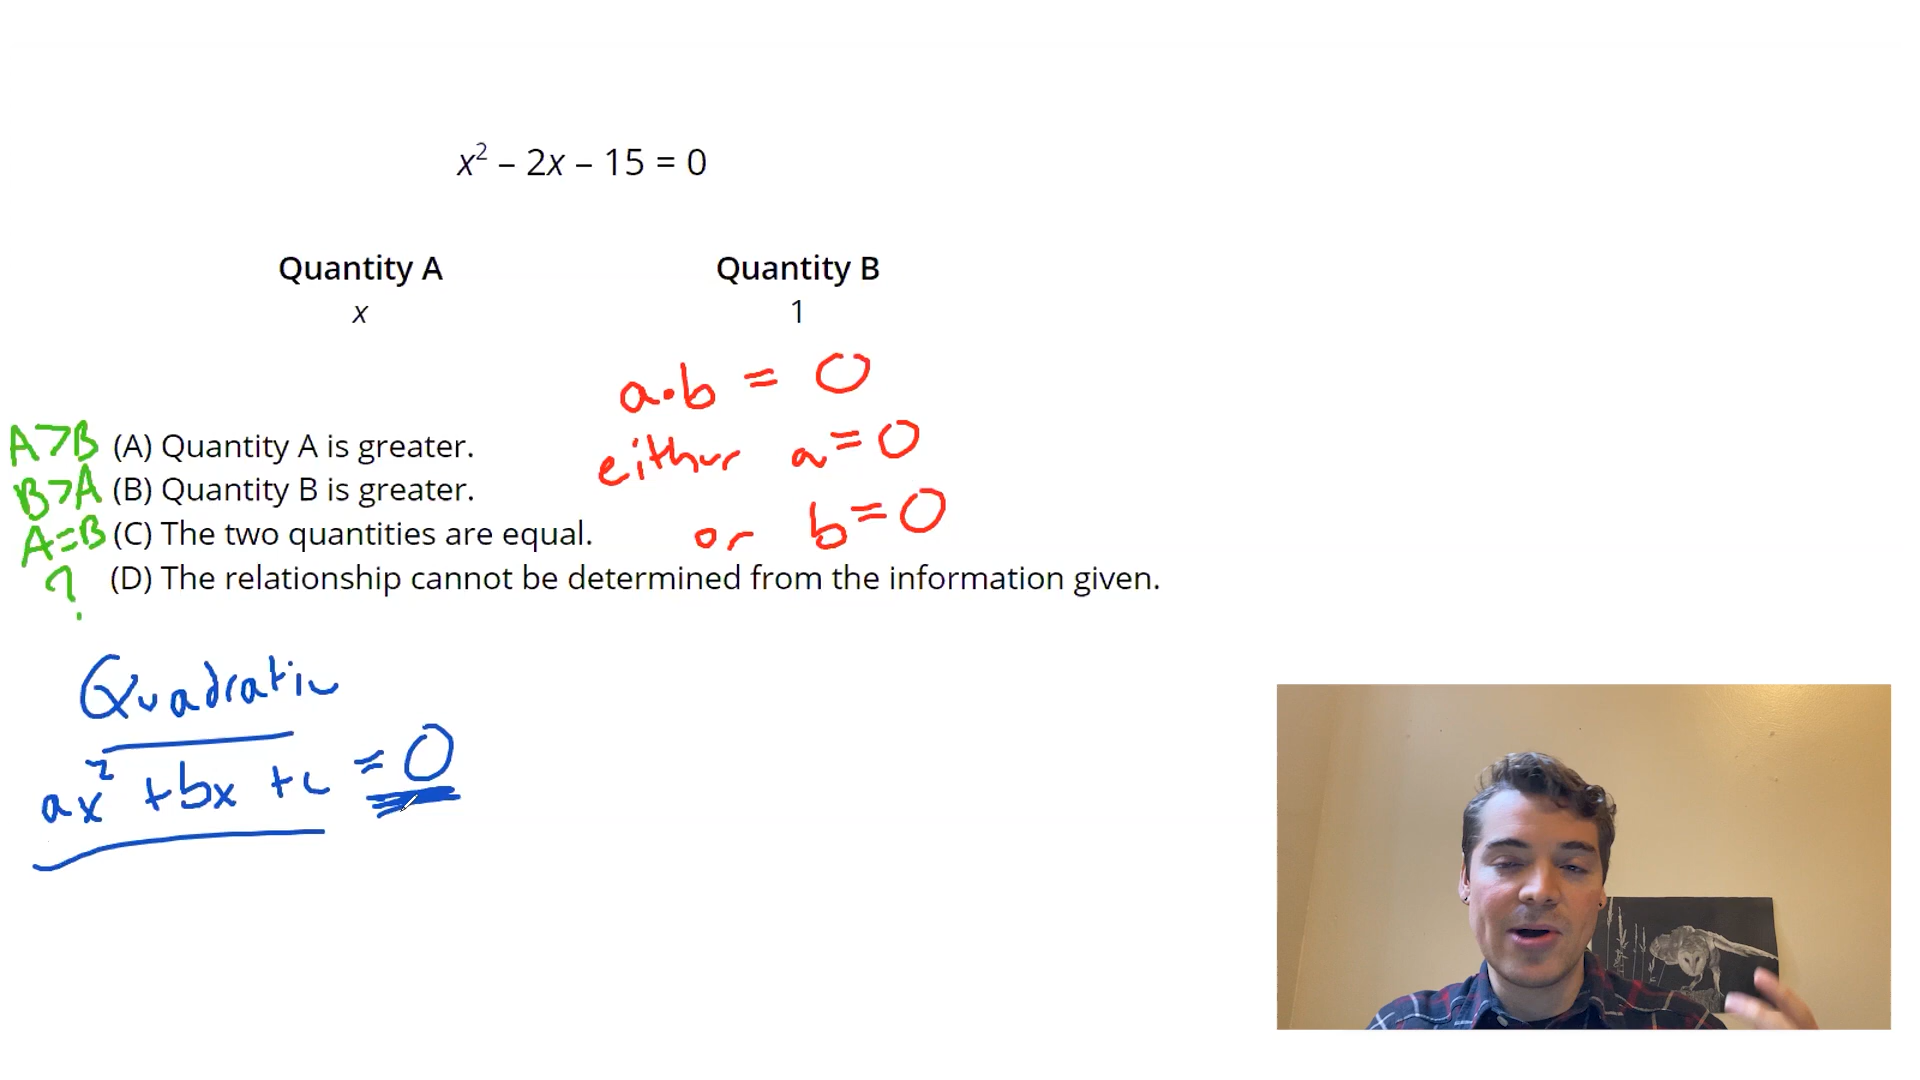 x² – 2x – 15 = 0
Quantity A Quantity B
x 1
a·b = 0
either a=0
or b=0
A>B (A) Quantity A is greater.
B>A (B) Quantity B is greater.
A=B (C) The two quantities are equal.
? (D) The relationship cannot be determined from the information given.
Quadratic
ax² +bx +c = 0